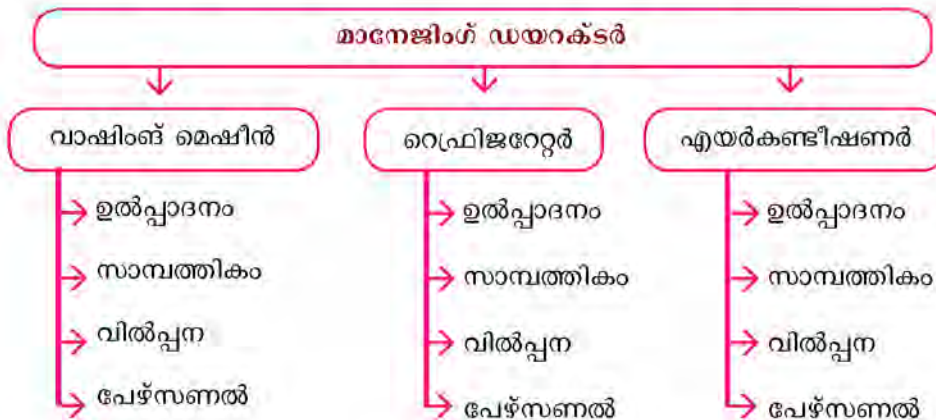 മാനേജിംഗ് ഡയറക്ടർ
വാഷിംങ് മെഷീൻ
ഉൽപ്പാദനം
സാമ്പത്തികം
വിൽപ്പന
പേഴ്സണൽ
റെഫ്രിജറേറ്റർ
ഉൽപ്പാദനം
സാമ്പത്തികം
വിൽപ്പന
പേഴ്സണൽ
എയർകണ്ടീഷണർ
ഉൽപ്പാദനം
സാമ്പത്തികം
വിൽപ്പന
പേഴ്സണൽ